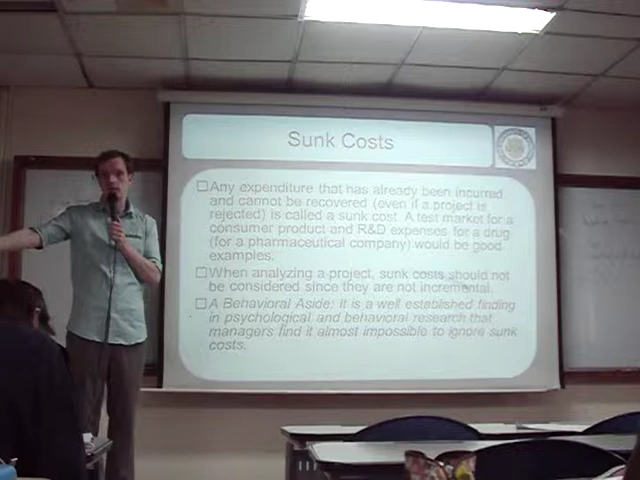 Sunk Costs
Any expenditure that has already been incurred
and cannot be recovered (even if a project is
rejected) is called a sunk cost. A test market for a
consumer product and R&D expenses for a drug
(for a pharmaceutical company) would be good
examples.
When analyzing a project, sunk costs should not
be considered since they are not incremental.
A Behavioral Aside: It is a well established finding
in psychological and behavioral research that
managers find it almost impossible to ignore sunk
costs.